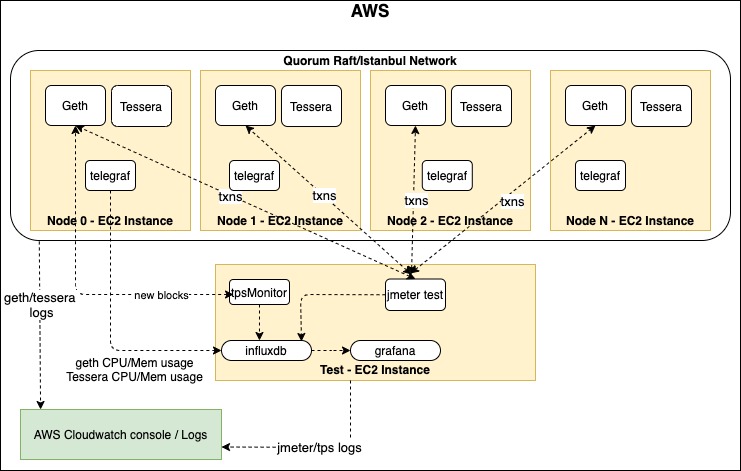 AWS
Quorum Raft/Istanbul Network
Geth
Tessera
telegraf
Node 0 - EC2 Instance
Geth
Tessera
telegraf
Node 1 - EC2 Instance
Geth
Tessera
telegraf
Node 2 - EC2 Instance
Geth
Tessera
telegraf
Node N - EC2 Instance
txns
txns
txns
txns
geth/tessera
logs
new blocks
tpsMonitor
jmeter test
influxdb
grafana
Test - EC2 Instance
geth CPU/Mem usage
Tessera CPU/Mem usage
AWS Cloudwatch console / Logs
jmeter/tps logs